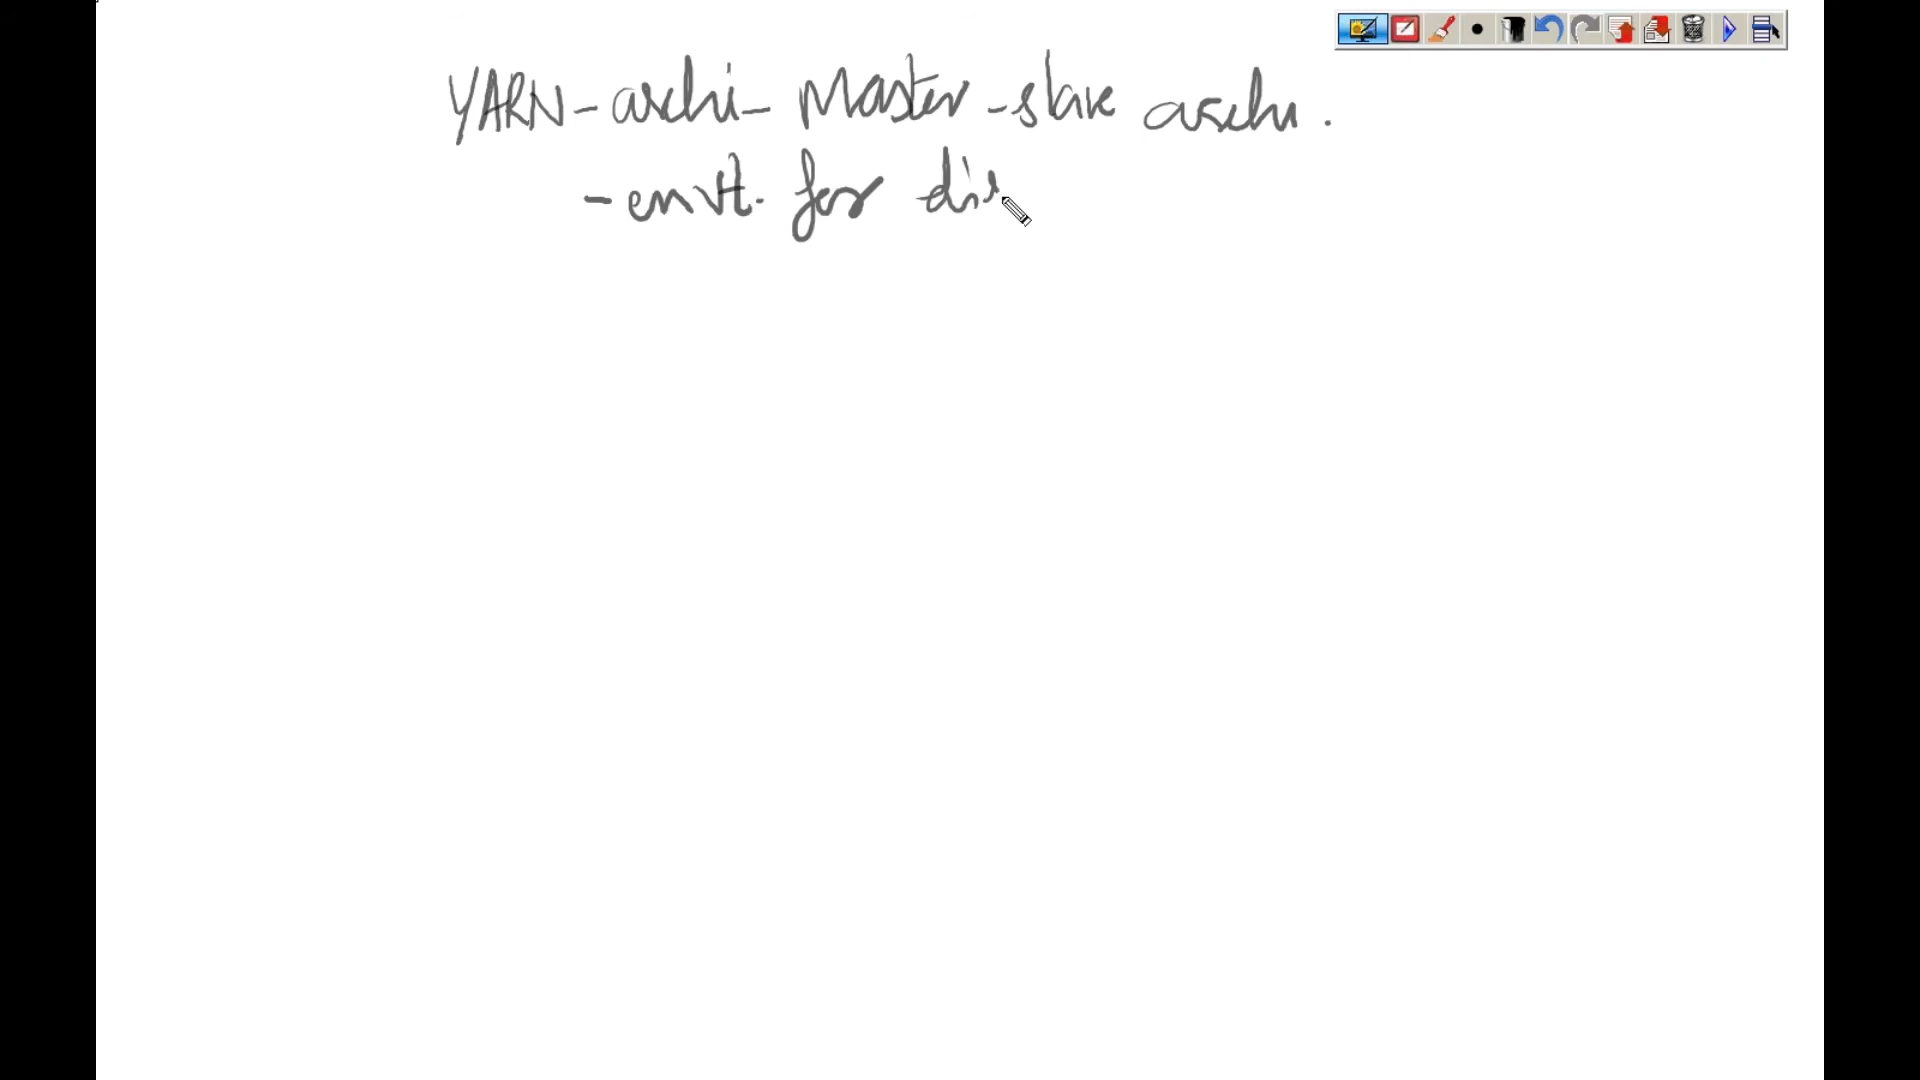 YARN - archi - Master - slave archi.
- envt. for dis